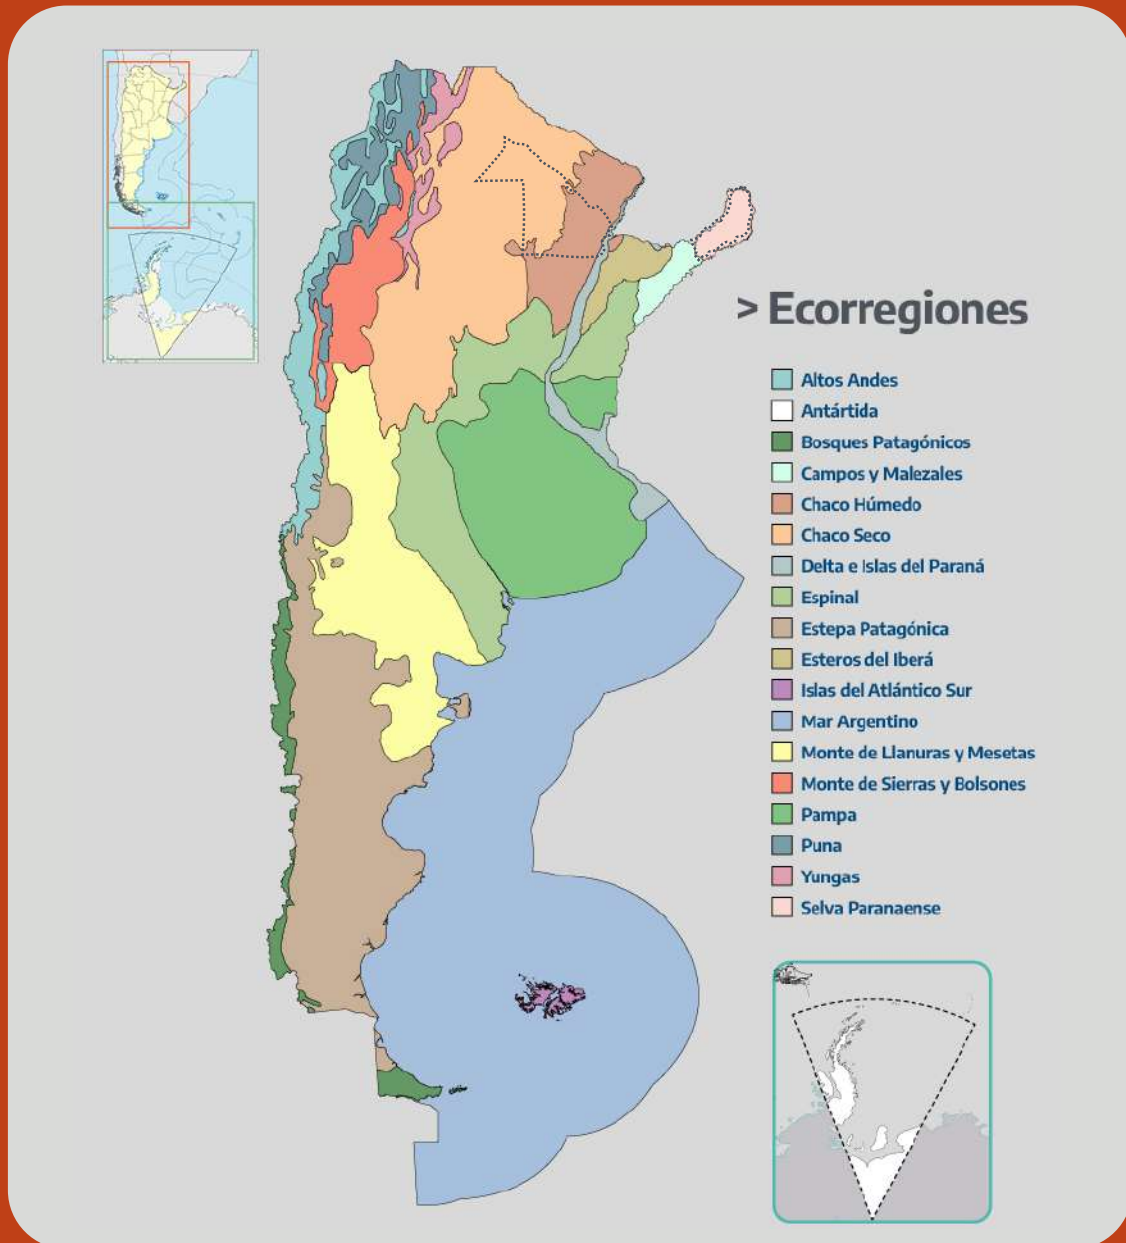 > Ecorregiones
Altos Andes
Antártida
Bosques Patagónicos
Campos y Malezales
Chaco Húmedo
Chaco Seco
Delta e Islas del Paraná
Espinal
Estepa Patagónica
Esteros del Iberá
Islas del Atlántico Sur
Mar Argentino
Monte de Llanuras y Mesetas
Monte de Sierras y Bolsones
Pampa
Puna
Yungas
Selva Paranaense